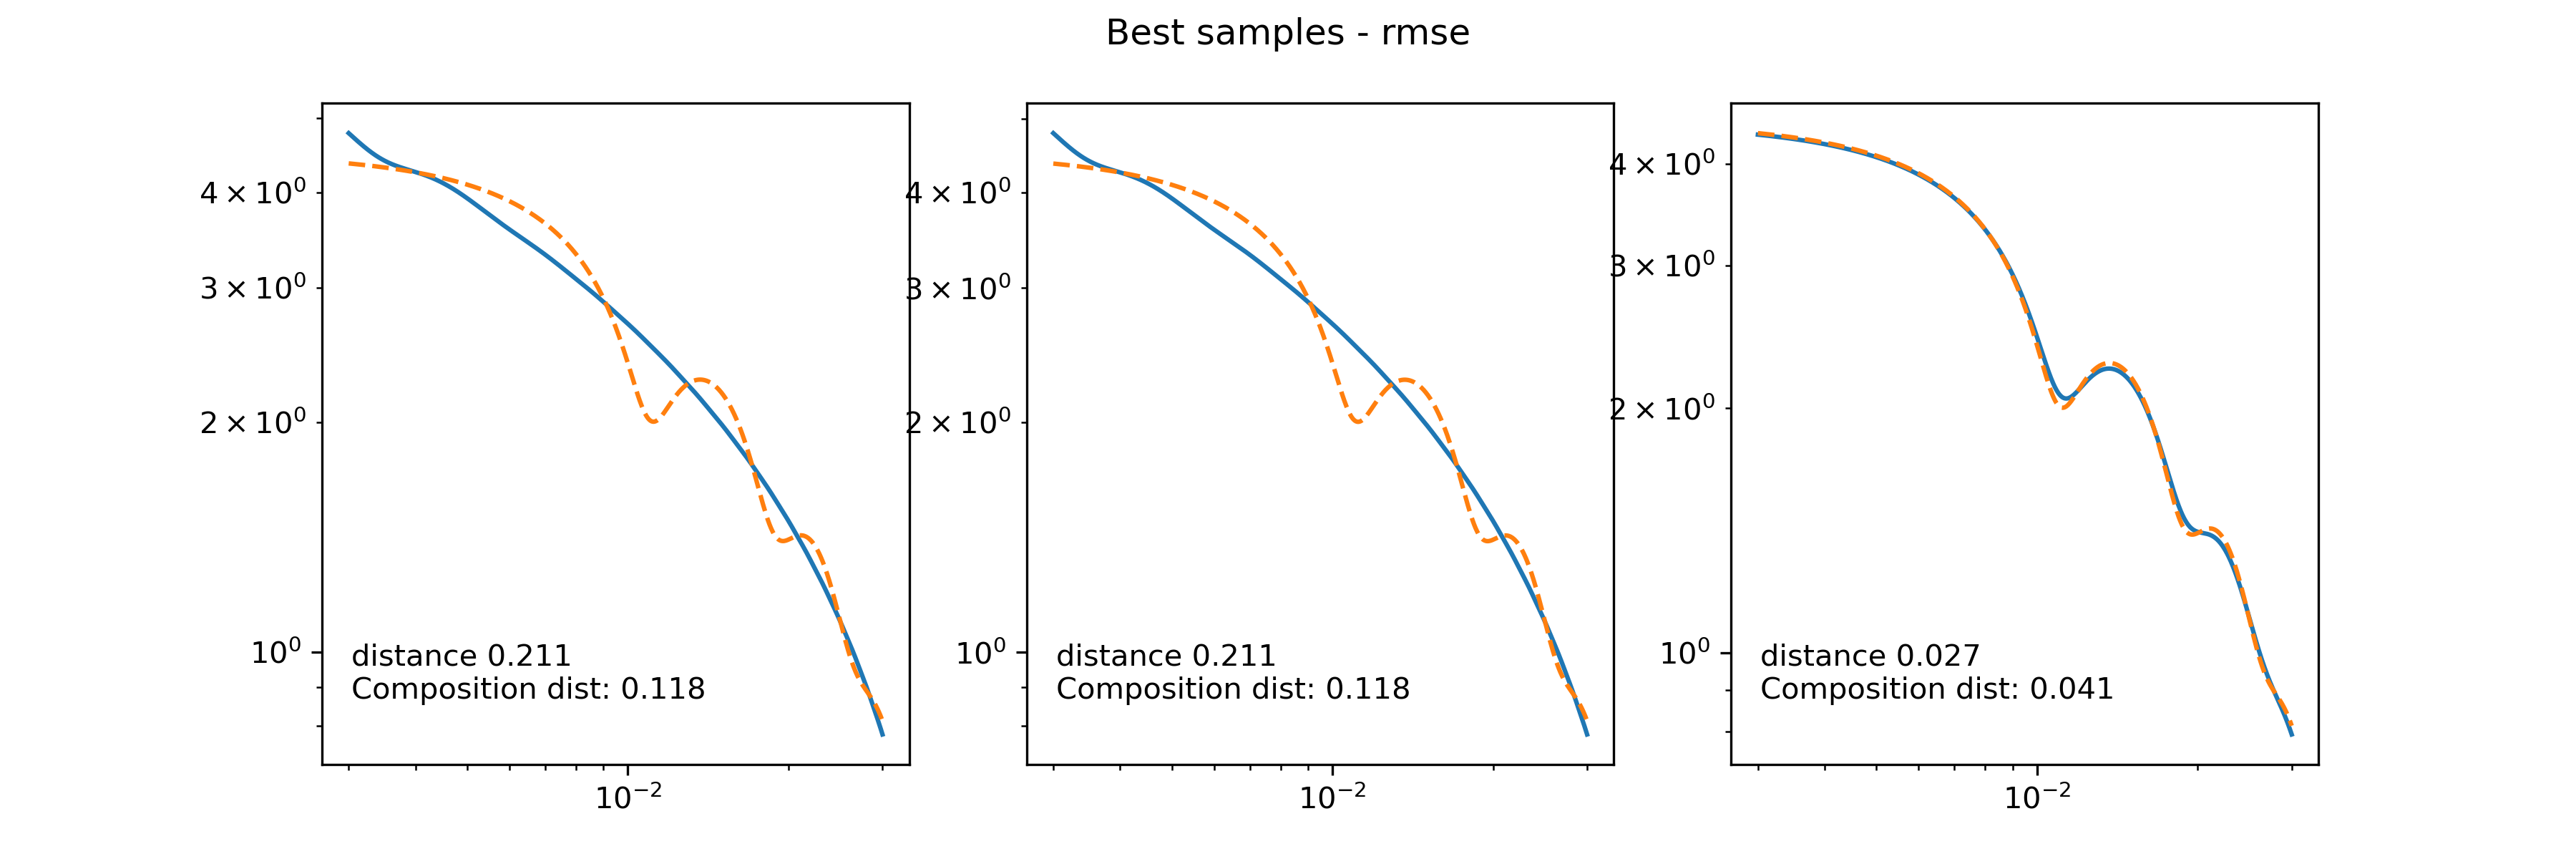 Best samples - rmse
4 × 10⁰
3 × 10⁰
2 × 10⁰
10⁰
distance 0.211
Composition dist: 0.118
10⁻²
4 × 10⁰
3 × 10⁰
2 × 10⁰
10⁰
distance 0.211
Composition dist: 0.118
10⁻²
4 × 10⁰
3 × 10⁰
2 × 10⁰
10⁰
distance 0.027
Composition dist: 0.041
10⁻²